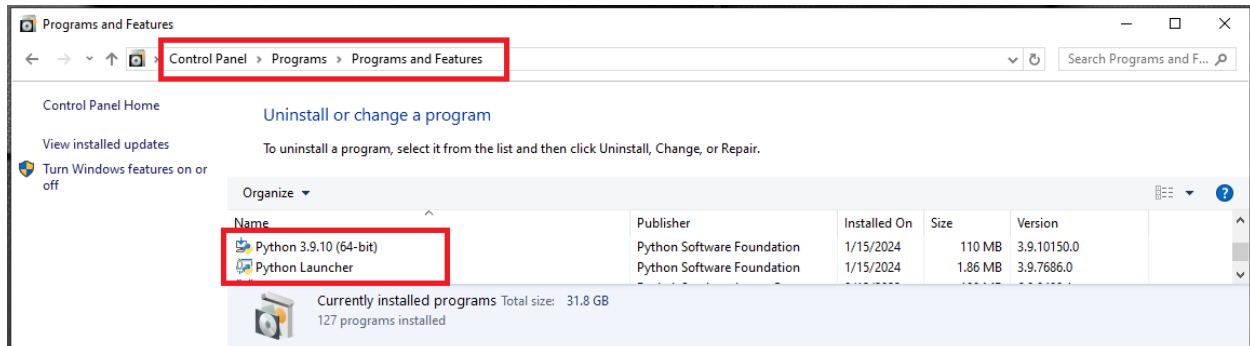 Programs and Features
Control Panel > Programs > Programs and Features
Search Programs and F...
Control Panel Home
Uninstall or change a program
View installed updates
To uninstall a program, select it from the list and then click Uninstall, Change, or Repair.
Turn Windows features on or
off
Organize
Name Publisher Installed On Size Version
Python 3.9.10 (64-bit) Python Software Foundation 1/15/2024 110 MB 3.9.10150.0
Python Launcher Python Software Foundation 1/15/2024 1.86 MB 3.9.7686.0
Currently installed programs Total size: 31.8 GB
127 programs installed